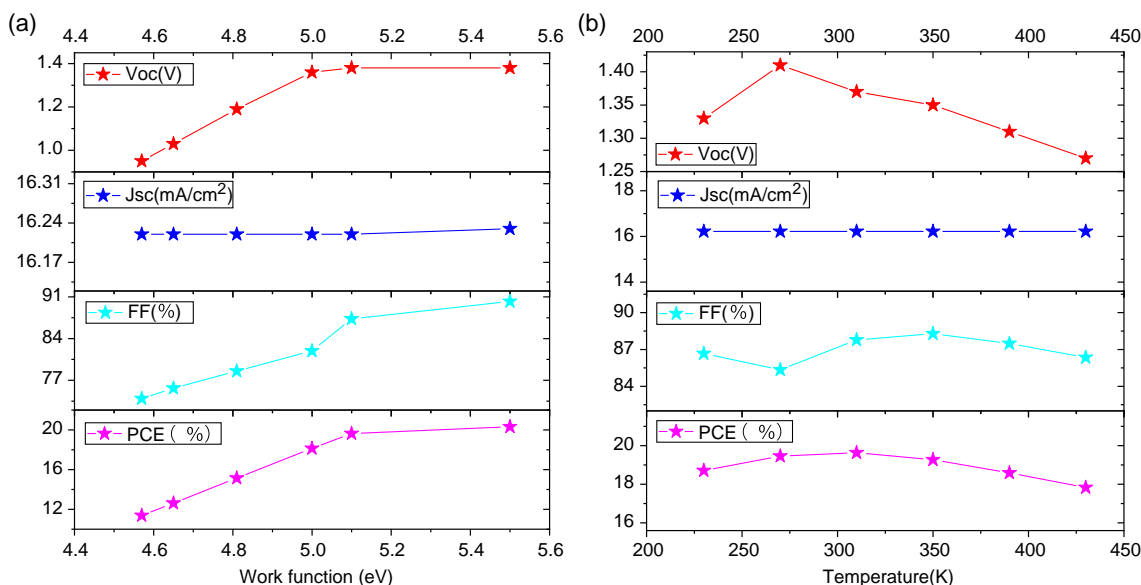 (a)
4.4 4.6 4.8 5.0 5.2 5.4 5.6
1.4
1.2
1.0
Voc(V)
16.31
16.24
16.17
Jsc(mA/cm²)
91
84
77
FF(%)
20
16
12
PCE( %)
4.4 4.6 4.8 5.0 5.2 5.4 5.6
Work function (eV)
(b)
200 250 300 350 400 450
1.40
1.35
1.30
1.25
Voc(V)
18
16
14
Jsc(mA/cm²)
90
87
84
FF(%)
20
18
16
PCE( %)
200 250 300 350 400 450
Temperature(K)